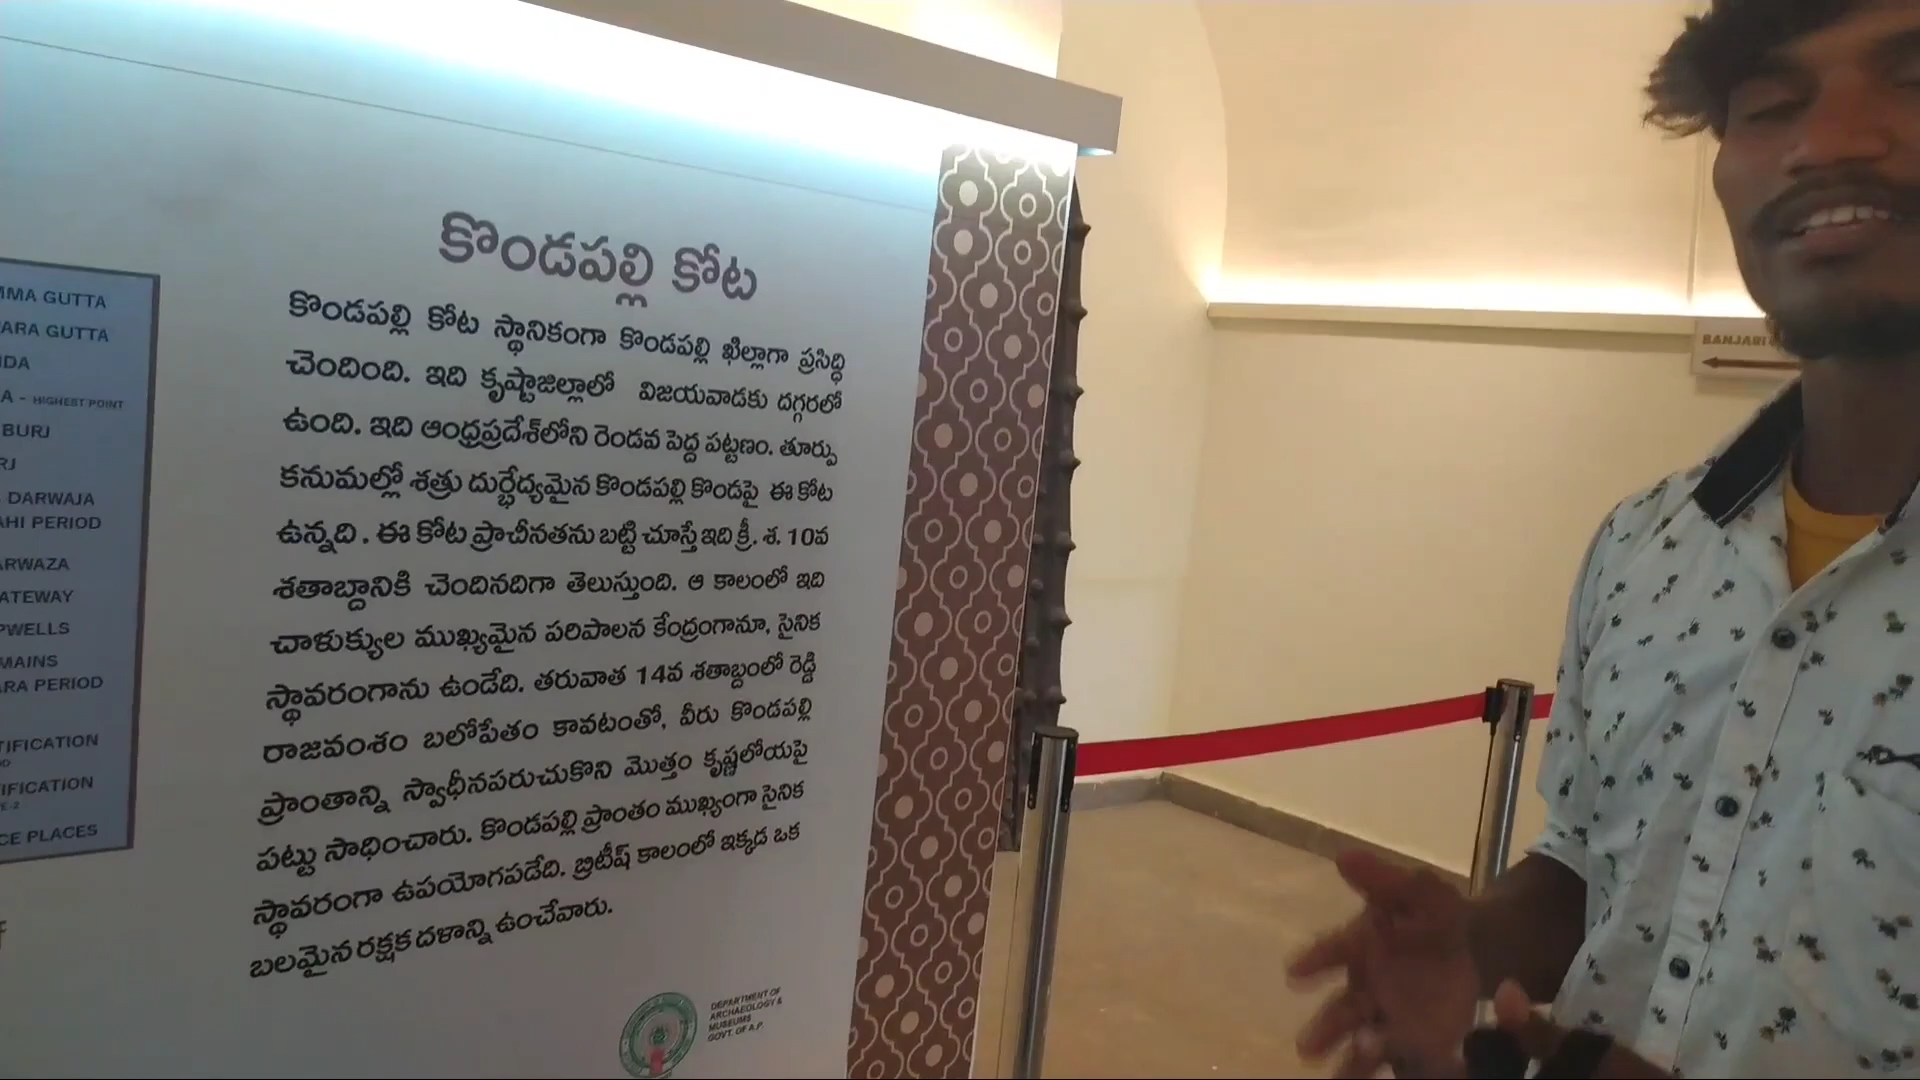 MMA GUTTA
ARA GUTTA
A - HIGHEST POINT
BURJ
DARWAJA
AHI PERIOD
ARWAZA
ATEWAY
PWELLS
MAINS
ARA PERIOD
TIFICATION
IFICATION
E-2
CE PLACES
కొండపల్లి కోట
కొండపల్లి కోట స్థానికంగా కొండపల్లి ఖిల్లాగా ప్రసిద్ధి
చెందింది. ఇది కృష్ణాజిల్లాలో విజయవాడకు దగ్గరలో
ఉంది. ఇది ఆంధ్రప్రదేశ్‌లోని రెండవ పెద్ద పట్టణం. తూర్పు
కనుమల్లో శత్రు దుర్భేద్యమైన కొండపల్లి కొండపై ఈ కోట
ఉన్నది. ఈ కోట ప్రాచీనతను బట్టి చూస్తే ఇది క్రీ. శ. 10వ
శతాబ్దానికి చెందినదిగా తెలుస్తుంది. ఆ కాలంలో ఇది
చాళుక్యుల ముఖ్యమైన పరిపాలన కేంద్రంగానూ, సైనిక
స్థావరంగాను ఉండేది. తరువాత 14వ శతాబ్దంలో రెడ్డి
రాజవంశం బలోపేతం కావటంతో, వీరు కొండపల్లి
ప్రాంతాన్ని స్వాధీనపరుచుకొని మొత్తం కృష్ణలోయపై
పట్టు సాధించారు. కొండపల్లి ప్రాంతం ముఖ్యంగా సైనిక
స్థావరంగా ఉపయోగపడేది. బ్రిటీష్ కాలంలో ఇక్కడ ఒక
బలమైన రక్షక దళాన్ని ఉంచేవారు.
DEPARTMENT OF
ARCHAEOLOGY &
MUSEUMS
GOVT. OF A.P.
BANJARI